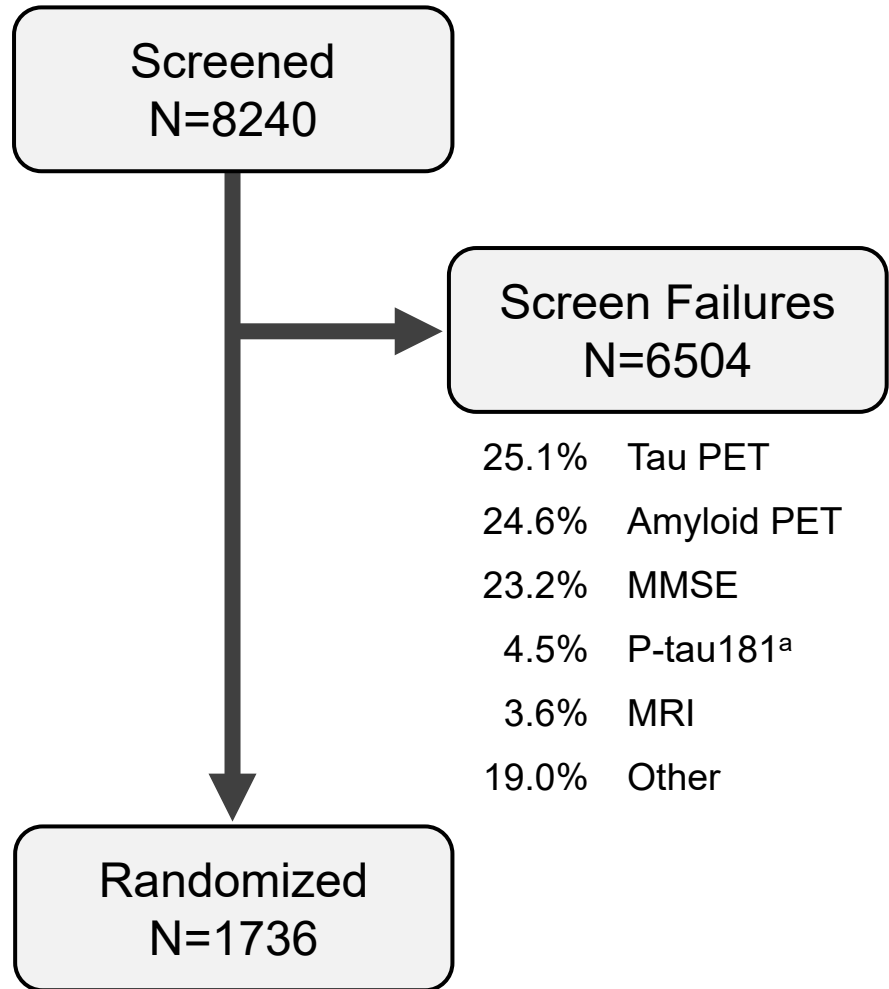 Screened
N=8240
Screen Failures
N=6504
25.1% Tau PET
24.6% Amyloid PET
23.2% MMSE
4.5% P-tau181ᵃ
3.6% MRI
19.0% Other
Randomized
N=1736